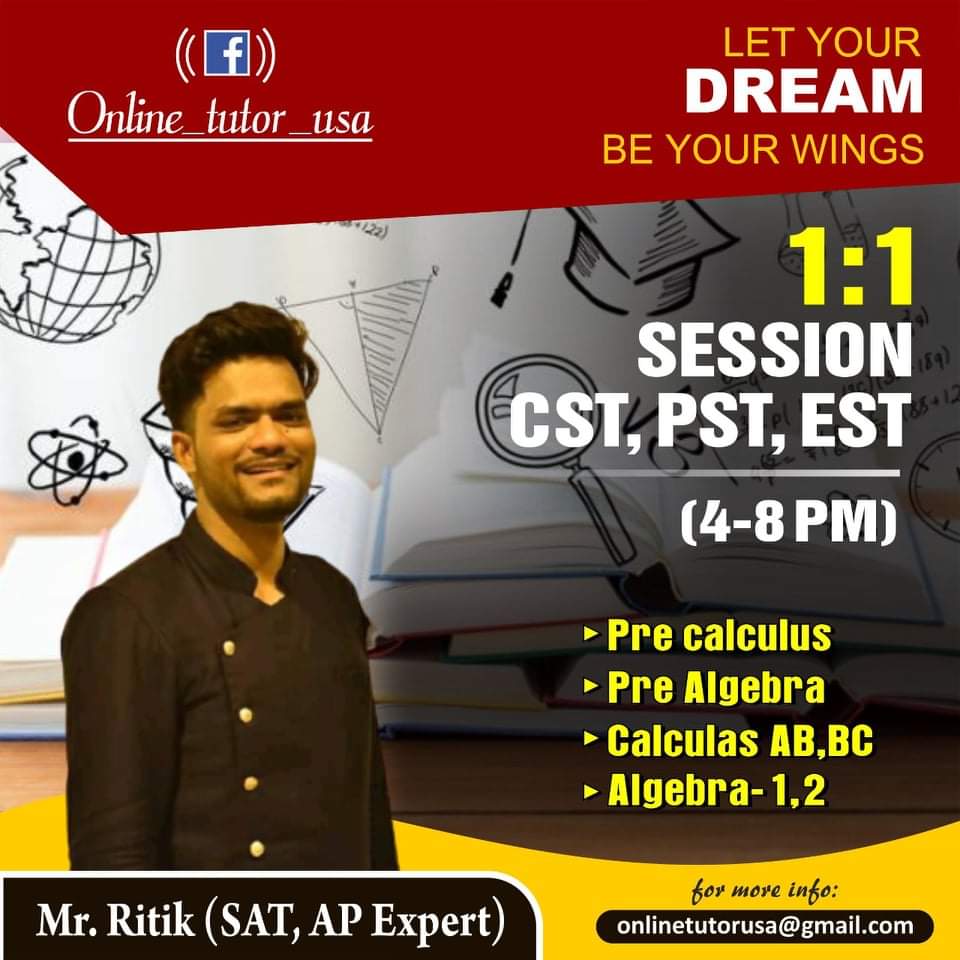 Online_tutor_usa
LET YOUR
DREAM
BE YOUR WINGS
1:1
SESSION
CST, PST, EST
(4-8 PM)
Pre calculus
Pre Algebra
Calculas AB,BC
Algebra- 1,2
Mr. Ritik (SAT, AP Expert)
for more info:
onlinetutorusa@gmail.com